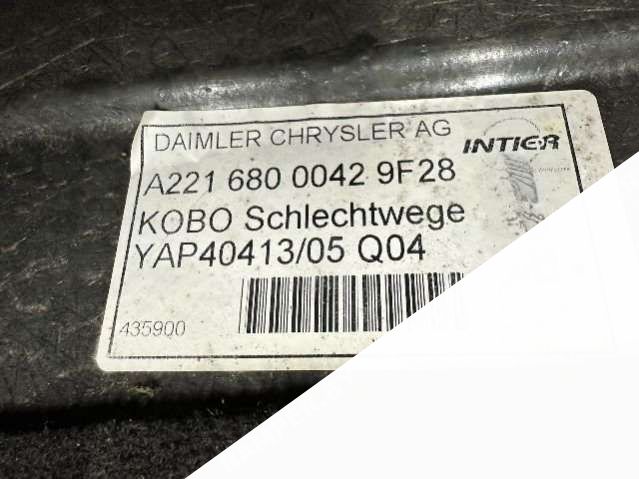 DAIMLER CHRYSLER AG
INTIER
A221 680 0042 9F28
KOBO Schlechtwege
YAP40413/05 Q04
435900